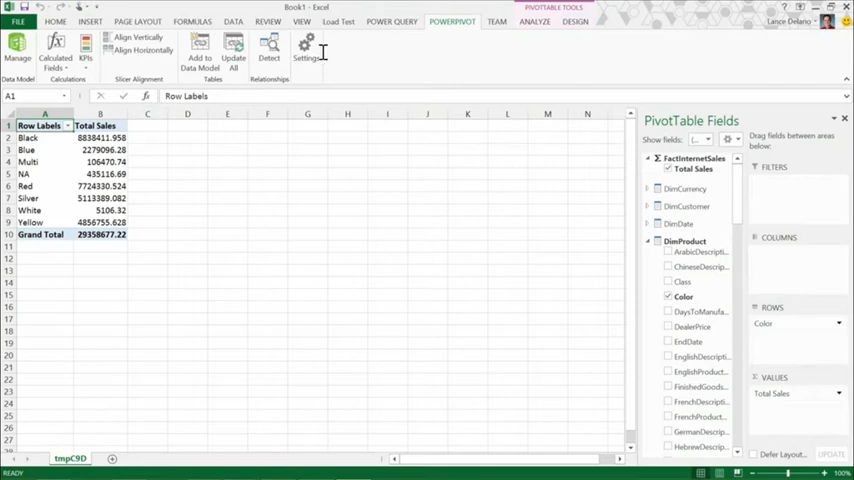 Book1 - Excel
PIVOTTABLE TOOLS
FILE HOME INSERT PAGE LAYOUT FORMULAS DATA REVIEW VIEW Load Test POWER QUERY POWERPIVOT TEAM ANALYZE DESIGN
Lance Delano
Manage
Calculated Fields
KPIs
Align Vertically
Align Horizontally
Add to Data Model
Update All
Detect
Settings
Data Model Calculations Slicer Alignment Tables Relationships
A1 fx Row Labels
A B C D E F G H I J K L M N
1 Row Labels Total Sales
2 Black 8838411.958
3 Blue 2279096.28
4 Multi 106470.74
5 NA 435116.69
6 Red 7724330.524
7 Silver 5113389.082
8 White 5106.32
9 Yellow 4856755.628
10 Grand Total 29358677.22
11
12
13
14
15
16
17
18
19
20
21
22
23
24
25
26
27
28
PivotTable Fields
Show fields: (...
FactInternetSales
Total Sales
DimCurrency
DimCustomer
DimDate
DimProduct
ArabicDescripti...
ChineseDescrip...
Class
Color
DaysToManufa...
DealerPrice
EndDate
EnglishDescripti...
EnglishProduct...
FinishedGoods...
FrenchDescripti...
FrenchProduct...
GermanDescrip...
HebrewDescrip...
Drag fields between areas below:
FILTERS
COLUMNS
ROWS
Color
Σ VALUES
Total Sales
Defer Layout... UPDATE
tmpC9D
READY
100%